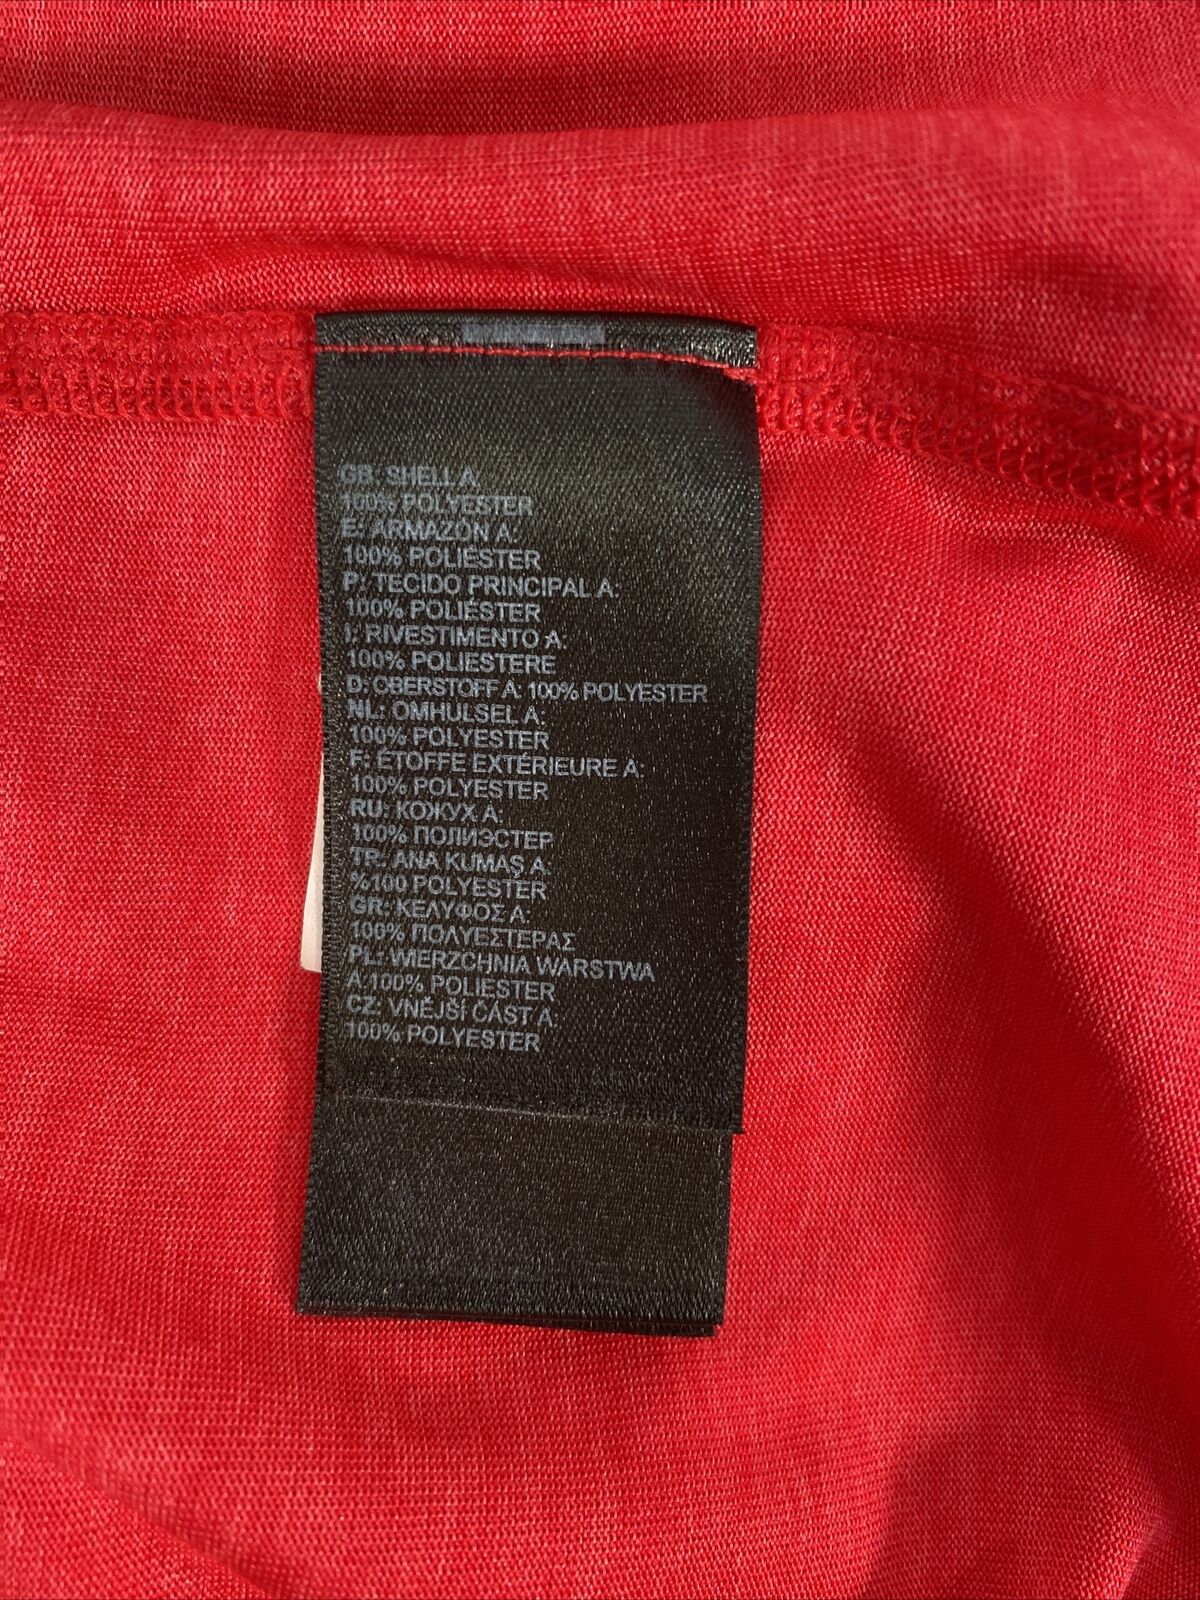 GB: SHELL A:
100% POLYESTER
E: ARMAZÓN A:
100% POLIÉSTER
P: TECIDO PRINCIPAL A:
100% POLIÉSTER
I: RIVESTIMENTO A:
100% POLIESTERE
D: OBERSTOFF A: 100% POLYESTER
NL: OMHULSEL A:
100% POLYESTER
F: ÉTOFFE EXTÉRIEURE A:
100% POLYESTER
RU: КОЖУХ A:
100% ПОЛИЭСТЕР
TR: ANA KUMAŞ A:
%100 POLYESTER
GR: ΚΕΛΥΦΟΣ A:
100% ΠΟΛΥΕΣΤΕΡΑΣ
PL: WIERZCHNIA WARSTWA
A:100% POLIESTER
CZ: VNĚJŠÍ ČÁST A:
100% POLYESTER